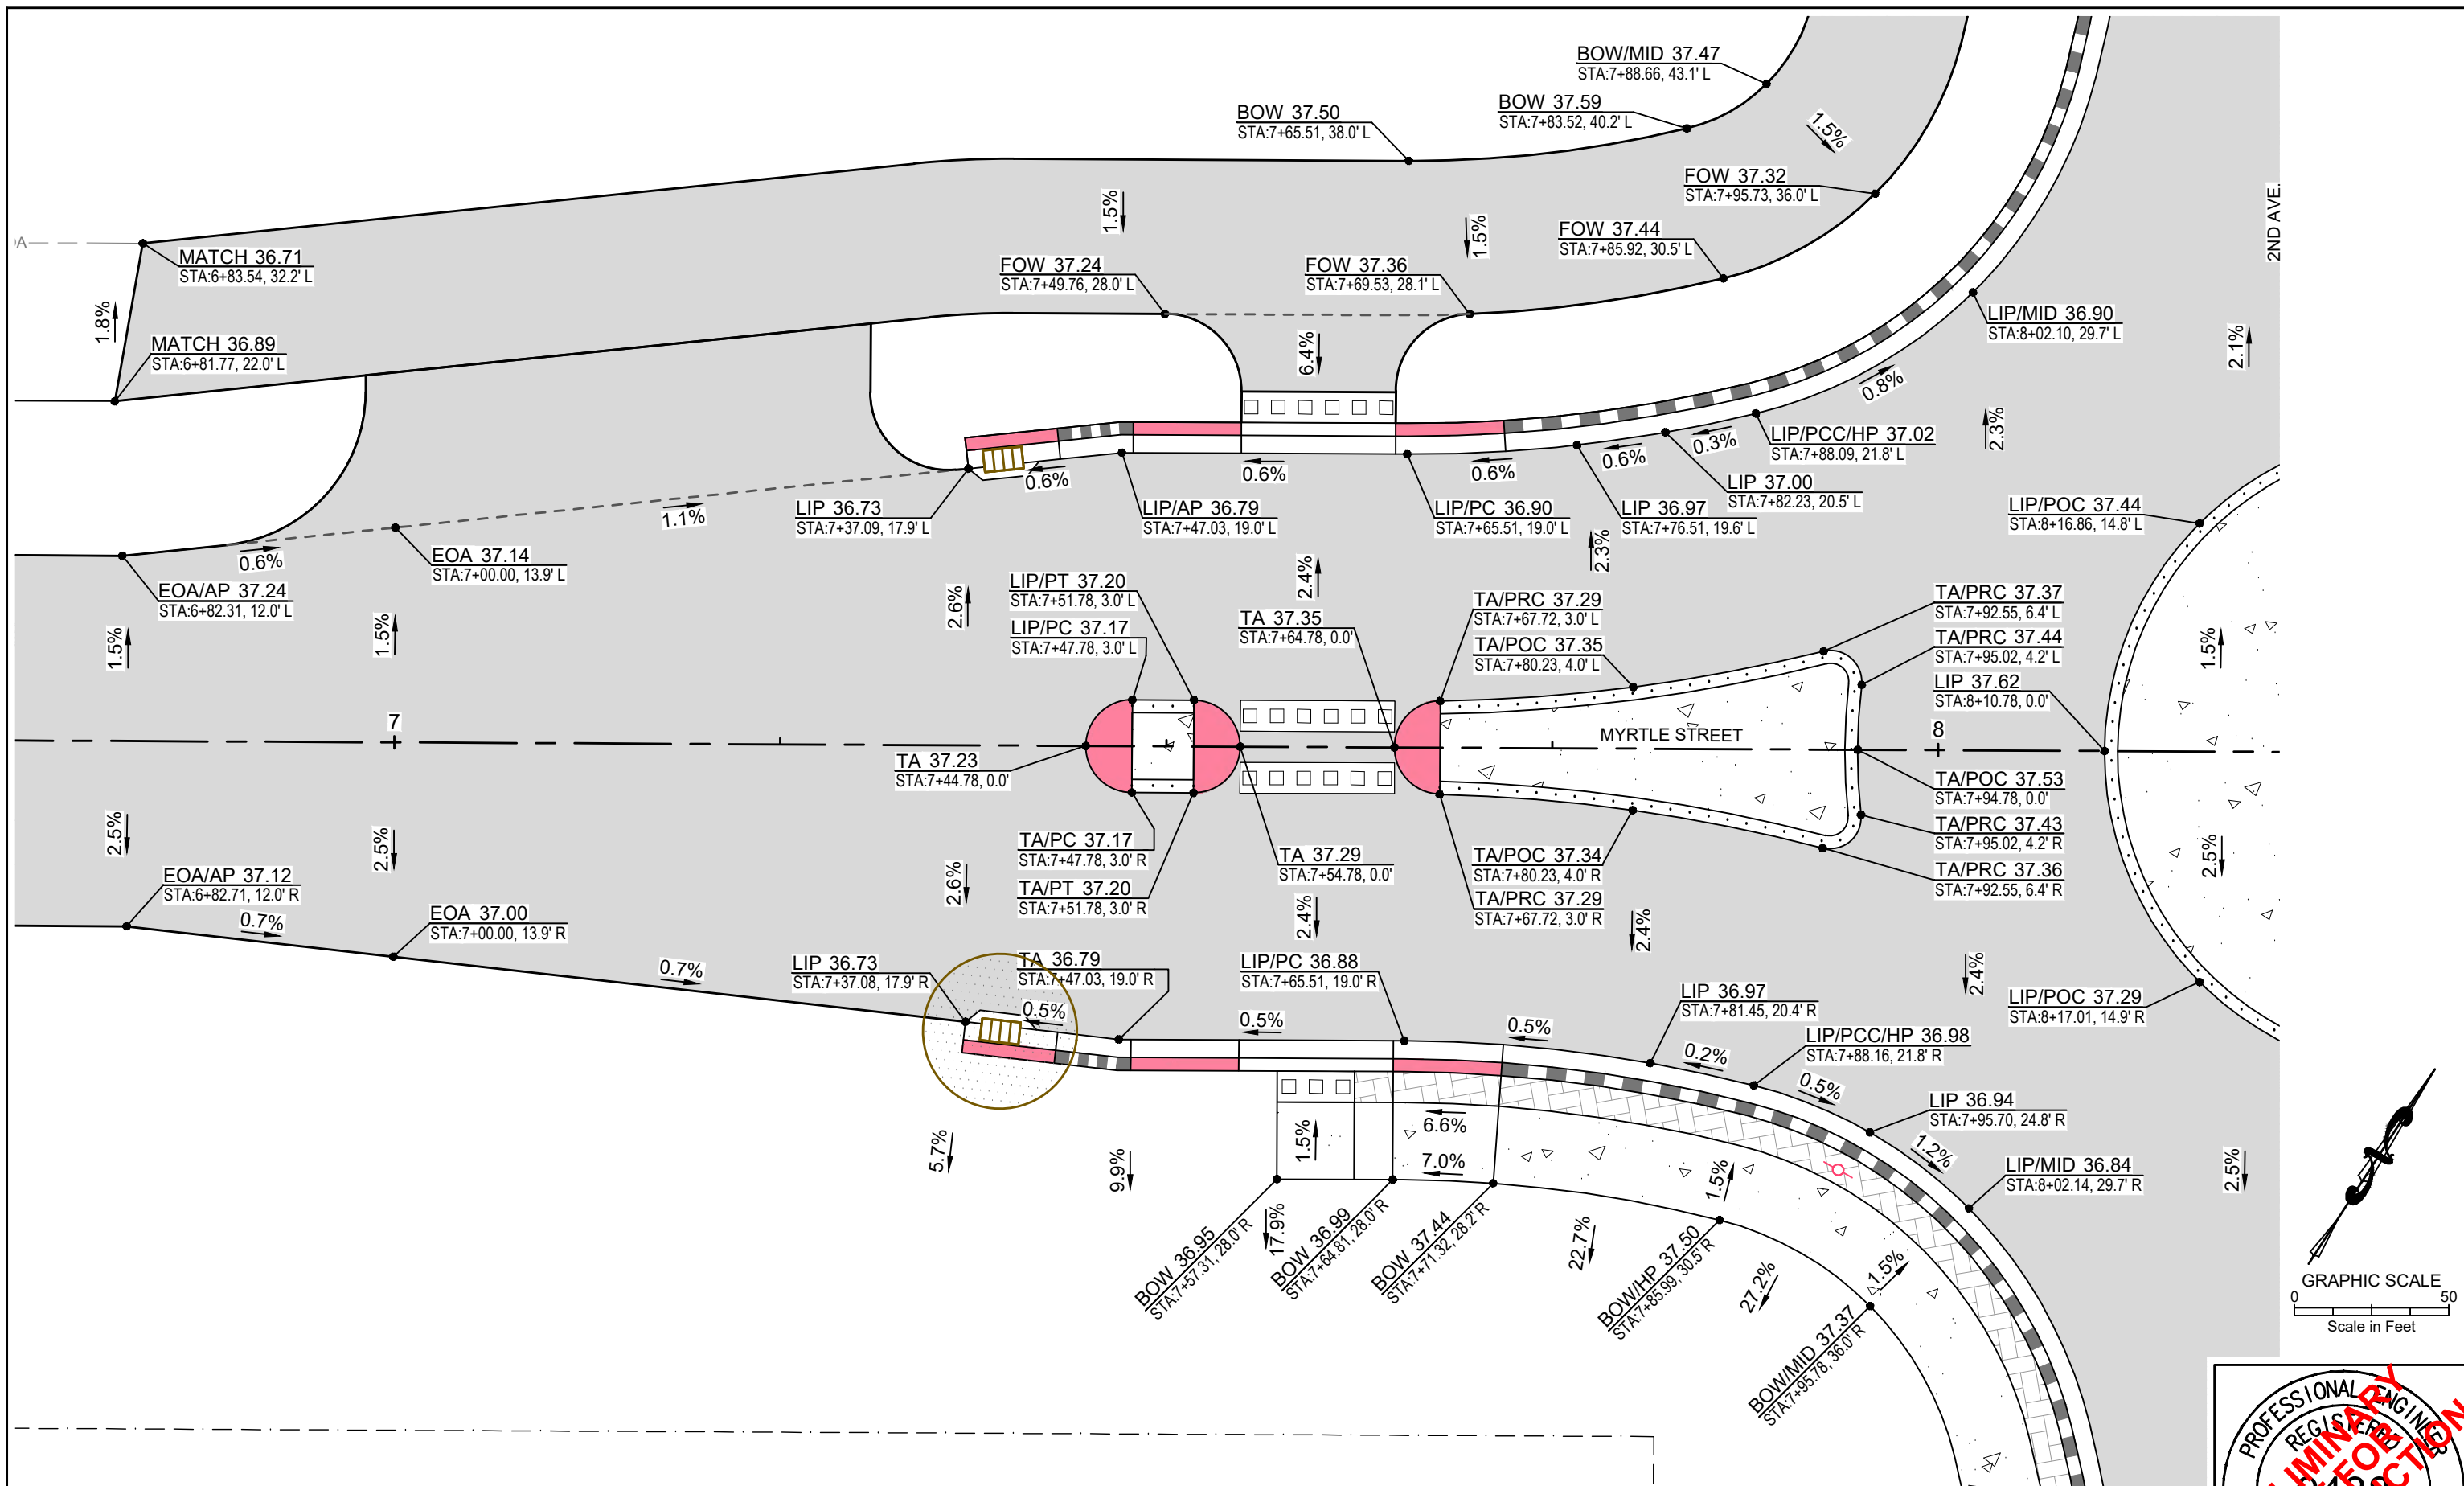 BOW/MID 37.47
STA:7+88.66, 43.1' L
BOW 37.59
STA:7+83.52, 40.2' L
BOW 37.50
STA:7+65.51, 38.0' L
1.5%
FOW 37.32
STA:7+95.73, 36.0' L
2ND AVE.
1.5%
1.5%
FOW 37.44
STA:7+85.92, 30.5' L
A
MATCH 36.71
STA:6+83.54, 32.2' L
FOW 37.24
STA:7+49.76, 28.0' L
FOW 37.36
STA:7+69.53, 28.1' L
1.8%
MATCH 36.89
STA:6+81.77, 22.0' L
6.4%
LIP/MID 36.90
STA:8+02.10, 29.7' L
2.1%
0.8%
2.3%
LIP/PCC/HP 37.02
STA:7+88.09, 21.8' L
0.3%
0.6%
0.6%
0.6%
0.6%
LIP 37.00
STA:7+82.23, 20.5' L
LIP 36.73
STA:7+37.09, 17.9' L
LIP/AP 36.79
STA:7+47.03, 19.0' L
LIP/PC 36.90
STA:7+65.51, 19.0' L
LIP 36.97
STA:7+76.51, 19.6' L
LIP/POC 37.44
STA:8+16.86, 14.8' L
1.1%
0.6%
EOA 37.14
STA:7+00.00, 13.9' L
EOA/AP 37.24
STA:6+82.31, 12.0' L
2.3%
2.4%
2.6%
LIP/PT 37.20
STA:7+51.78, 3.0' L
LIP/PC 37.17
STA:7+47.78, 3.0' L
TA 37.35
STA:7+64.78, 0.0'
TA/PRC 37.29
STA:7+67.72, 3.0' L
TA/POC 37.35
STA:7+80.23, 4.0' L
TA/PRC 37.37
STA:7+92.55, 6.4' L
TA/PRC 37.44
STA:7+95.02, 4.2' L
LIP 37.62
STA:8+10.78, 0.0'
1.5%
1.5%
1.5%
7
MYRTLE STREET
8
TA 37.23
STA:7+44.78, 0.0'
TA/POC 37.53
STA:7+94.78, 0.0'
TA/PRC 37.43
STA:7+95.02, 4.2' R
TA/PRC 37.36
STA:7+92.55, 6.4' R
2.5%
2.5%
2.5%
TA/PC 37.17
STA:7+47.78, 3.0' R
TA/PT 37.20
STA:7+51.78, 3.0' R
TA 37.29
STA:7+54.78, 0.0'
TA/POC 37.34
STA:7+80.23, 4.0' R
TA/PRC 37.29
STA:7+67.72, 3.0' R
EOA/AP 37.12
STA:6+82.71, 12.0' R
0.7%
EOA 37.00
STA:7+00.00, 13.9' R
2.6%
2.4%
2.4%
2.4%
0.7%
LIP 36.73
STA:7+37.08, 17.9' R
TA 36.79
STA:7+47.03, 19.0' R
LIP/PC 36.88
STA:7+65.51, 19.0' R
LIP 36.97
STA:7+81.45, 20.4' R
LIP/POC 37.29
STA:8+17.01, 14.9' R
0.5%
0.5%
0.5%
0.2%
LIP/PCC/HP 36.98
STA:7+88.16, 21.8' R
0.5%
LIP 36.94
STA:7+95.70, 24.8' R
1.2%
LIP/MID 36.84
STA:8+02.14, 29.7' R
2.5%
5.7%
9.9%
1.5%
6.6%
7.0%
1.5%
17.9%
22.7%
27.2%
1.5%
BOW 36.95
STA:7+57.31, 28.0' R
BOW 36.99
STA:7+64.81, 28.0' R
BOW 37.44
STA:7+71.32, 28.2' R
BOW/HP 37.50
STA:7+85.99, 30.5' R
BOW/MID 37.37
STA:7+95.78, 36.0' R
GRAPHIC SCALE
0 50
Scale in Feet
PROFESSIONAL ENGINEER
REGISTERED
FOR